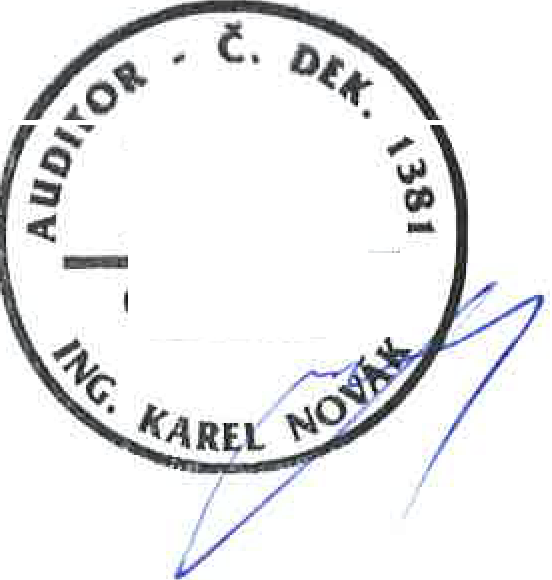 AUDITOR - Č. DEK. 1381
ING. KAREL NOVÁK